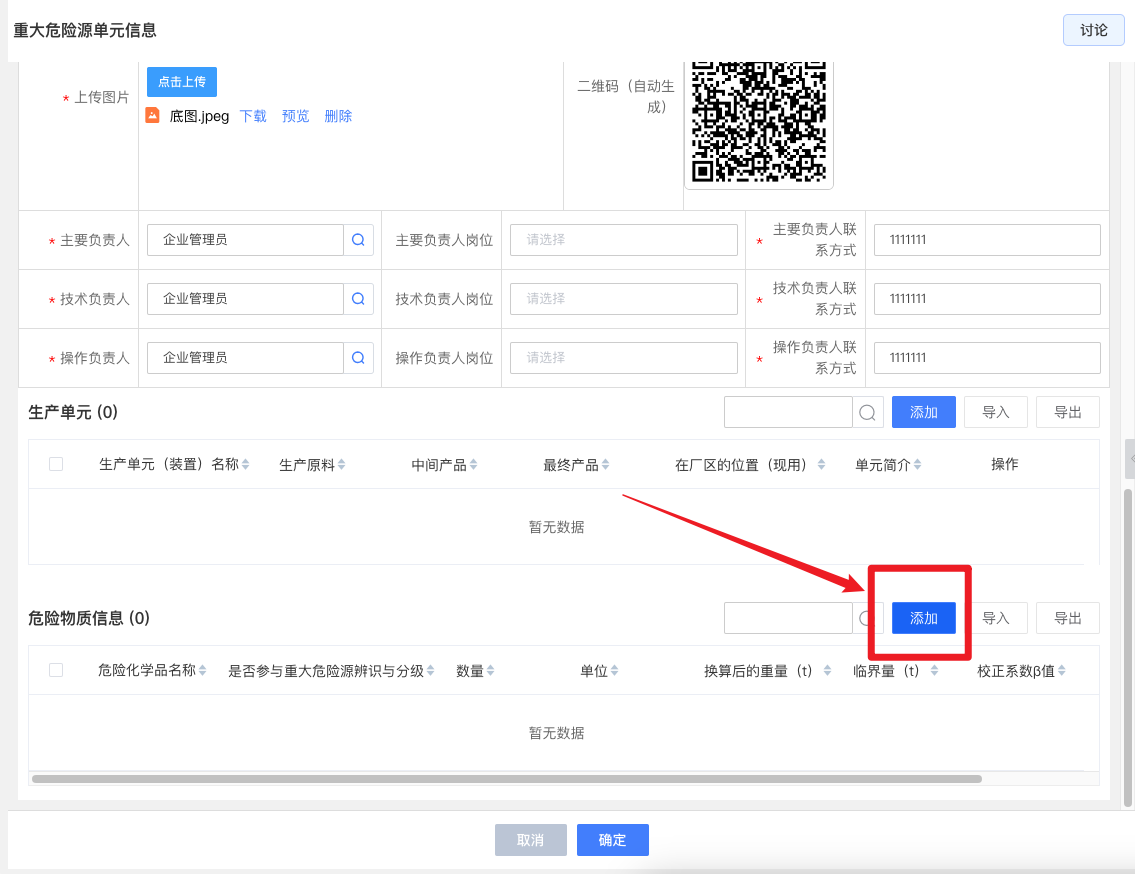 重大危险源单元信息
讨论
* 上传图片
点击上传
底图.jpeg 下载 预览 删除
二维码（自动生
成）
* 主要负责人
企业管理员
主要负责人岗位
请选择
* 主要负责人联
系方式
1111111
* 技术负责人
企业管理员
技术负责人岗位
请选择
* 技术负责人联
系方式
1111111
* 操作负责人
企业管理员
操作负责人岗位
请选择
* 操作负责人联
系方式
1111111
生产单元 (0)
添加 导入 导出
生产单元（装置）名称 生产原料 中间产品 最终产品 在厂区的位置（现用） 单元简介 操作
暂无数据
危险物质信息 (0)
添加 导入 导出
危险化学品名称 是否参与重大危险源辨识与分级 数量 单位 换算后的重量（t） 临界量（t） 校正系数β值
暂无数据
取消 确定